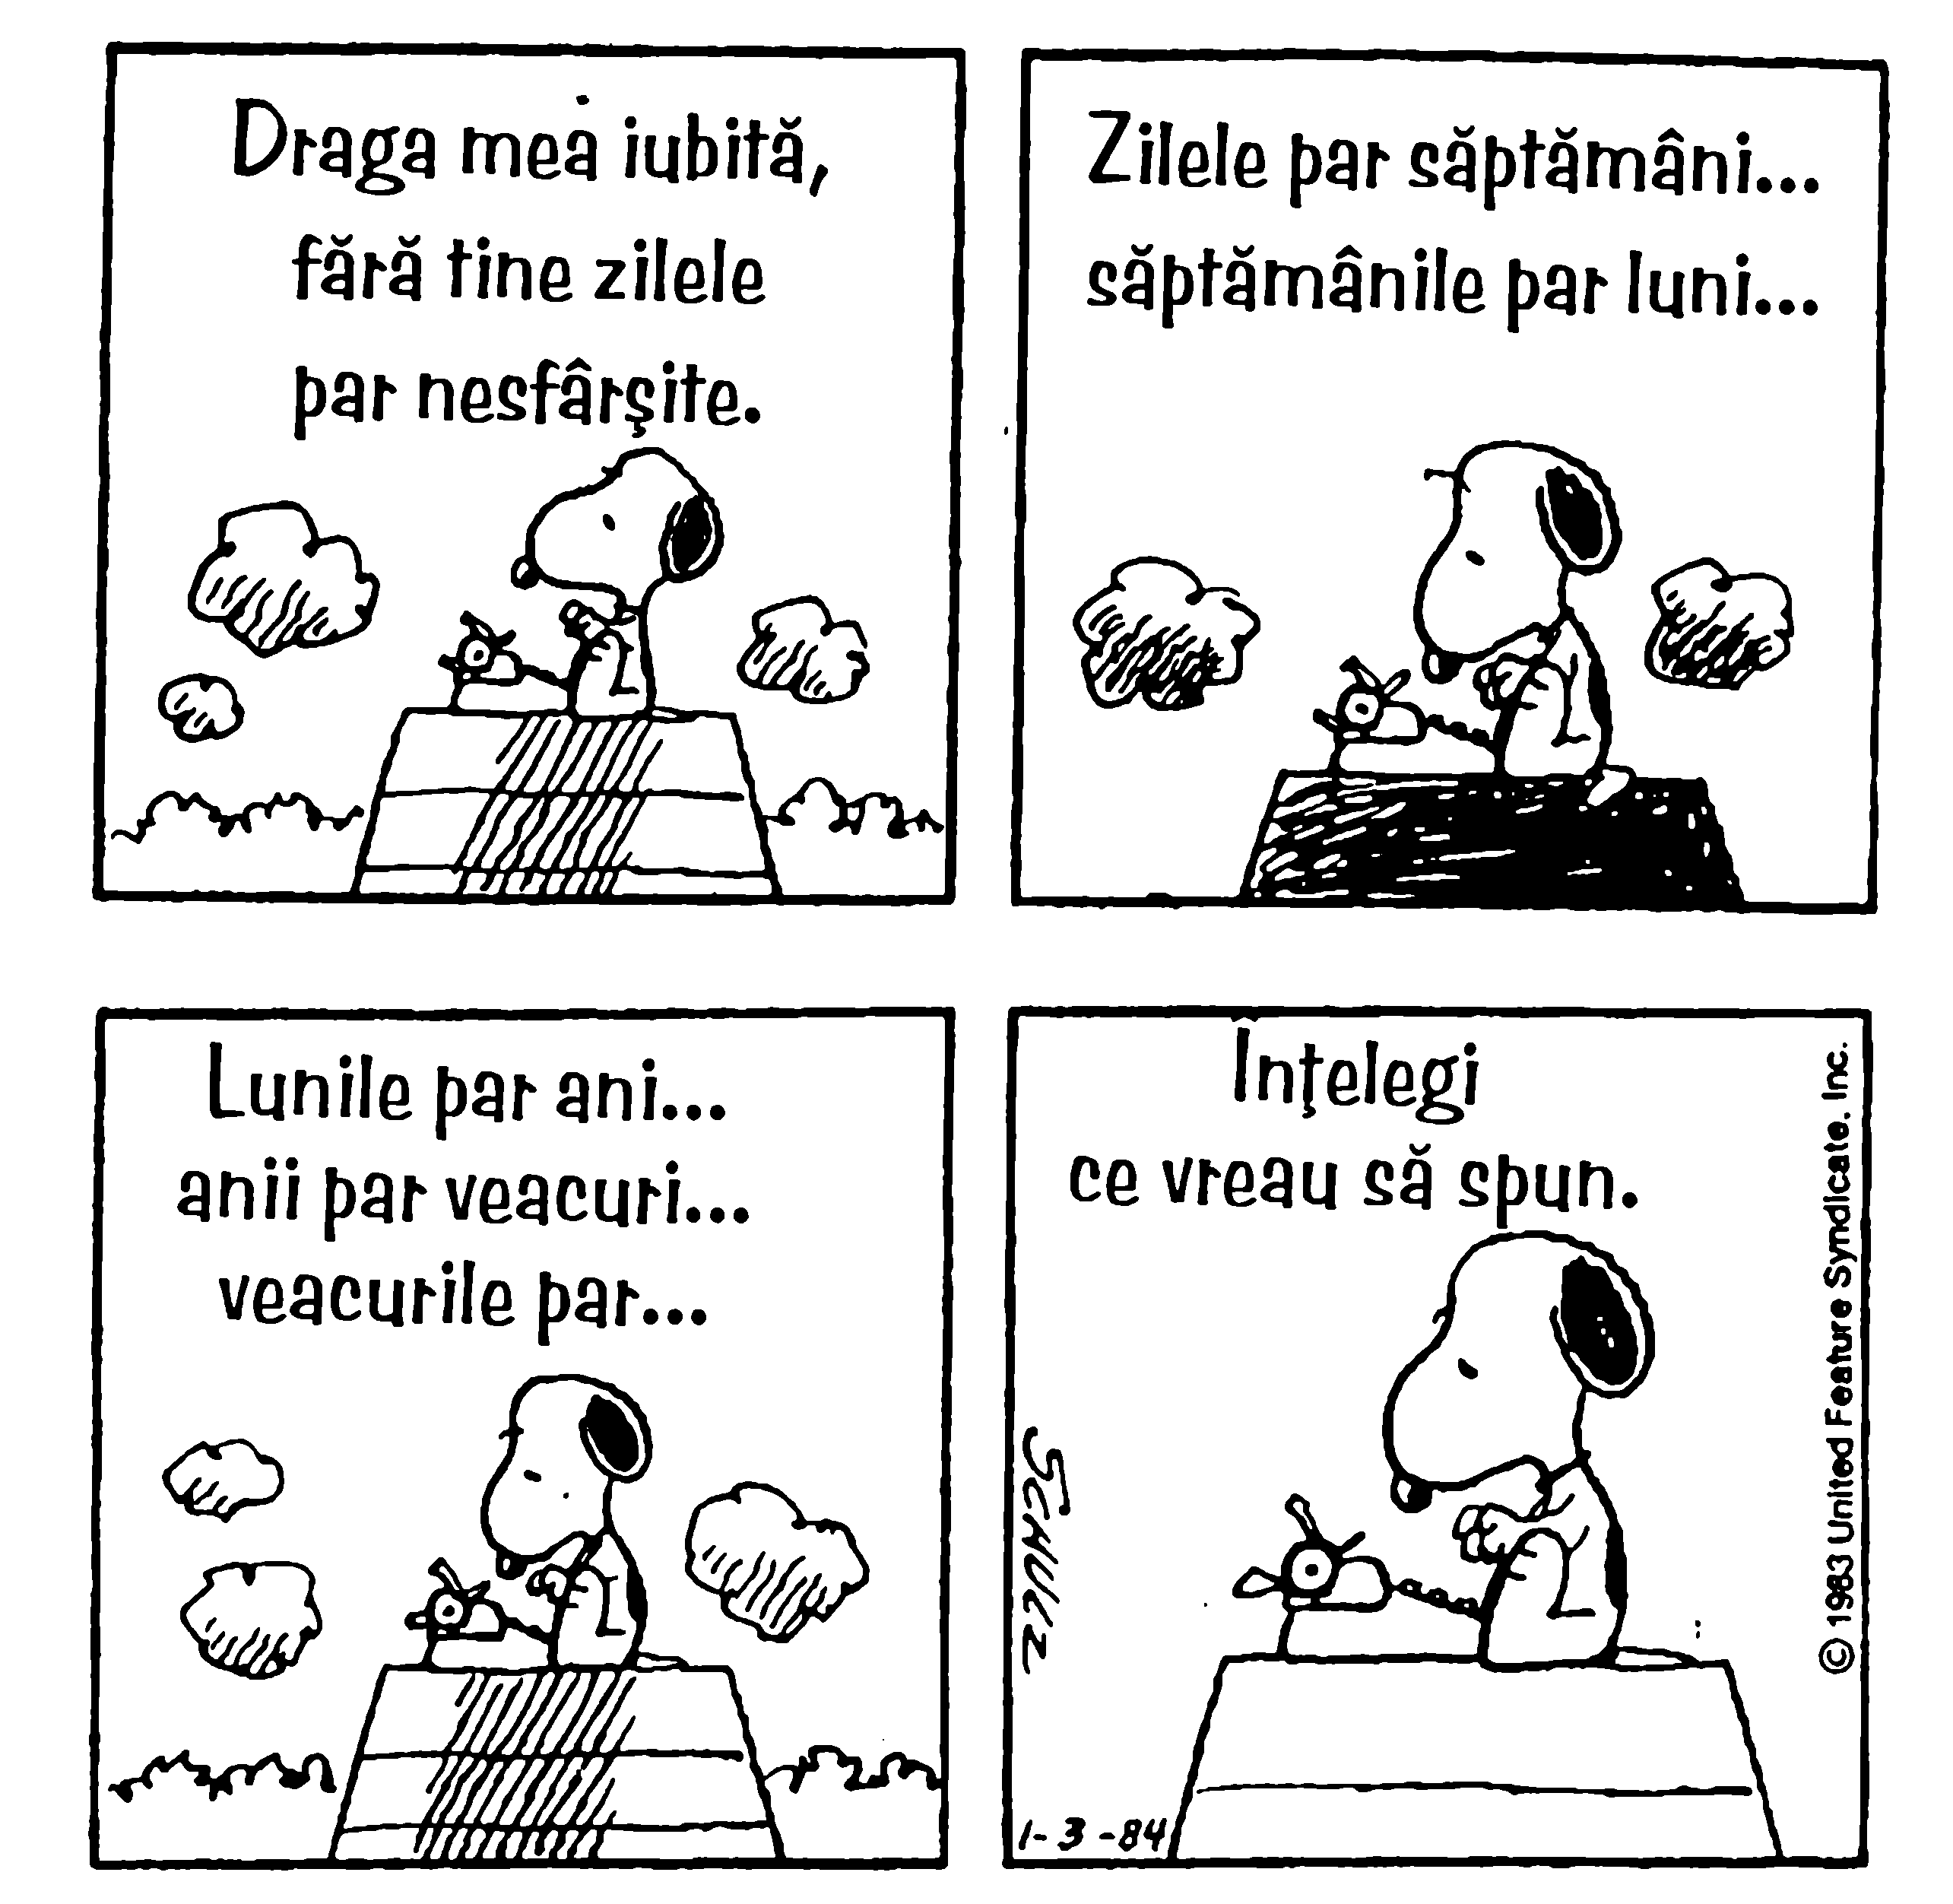 Draga mea iubită,
fără tine zilele
par nesfârşite.
Zilele par săptămâni...
săptămânile par luni...
Lunile par ani...
anii par veacuri...
veacurile par...
Inţelegi
ce vreau să spun.
SCHULZ
1-3-84
© 1983 United Feature Syndicate, Inc.